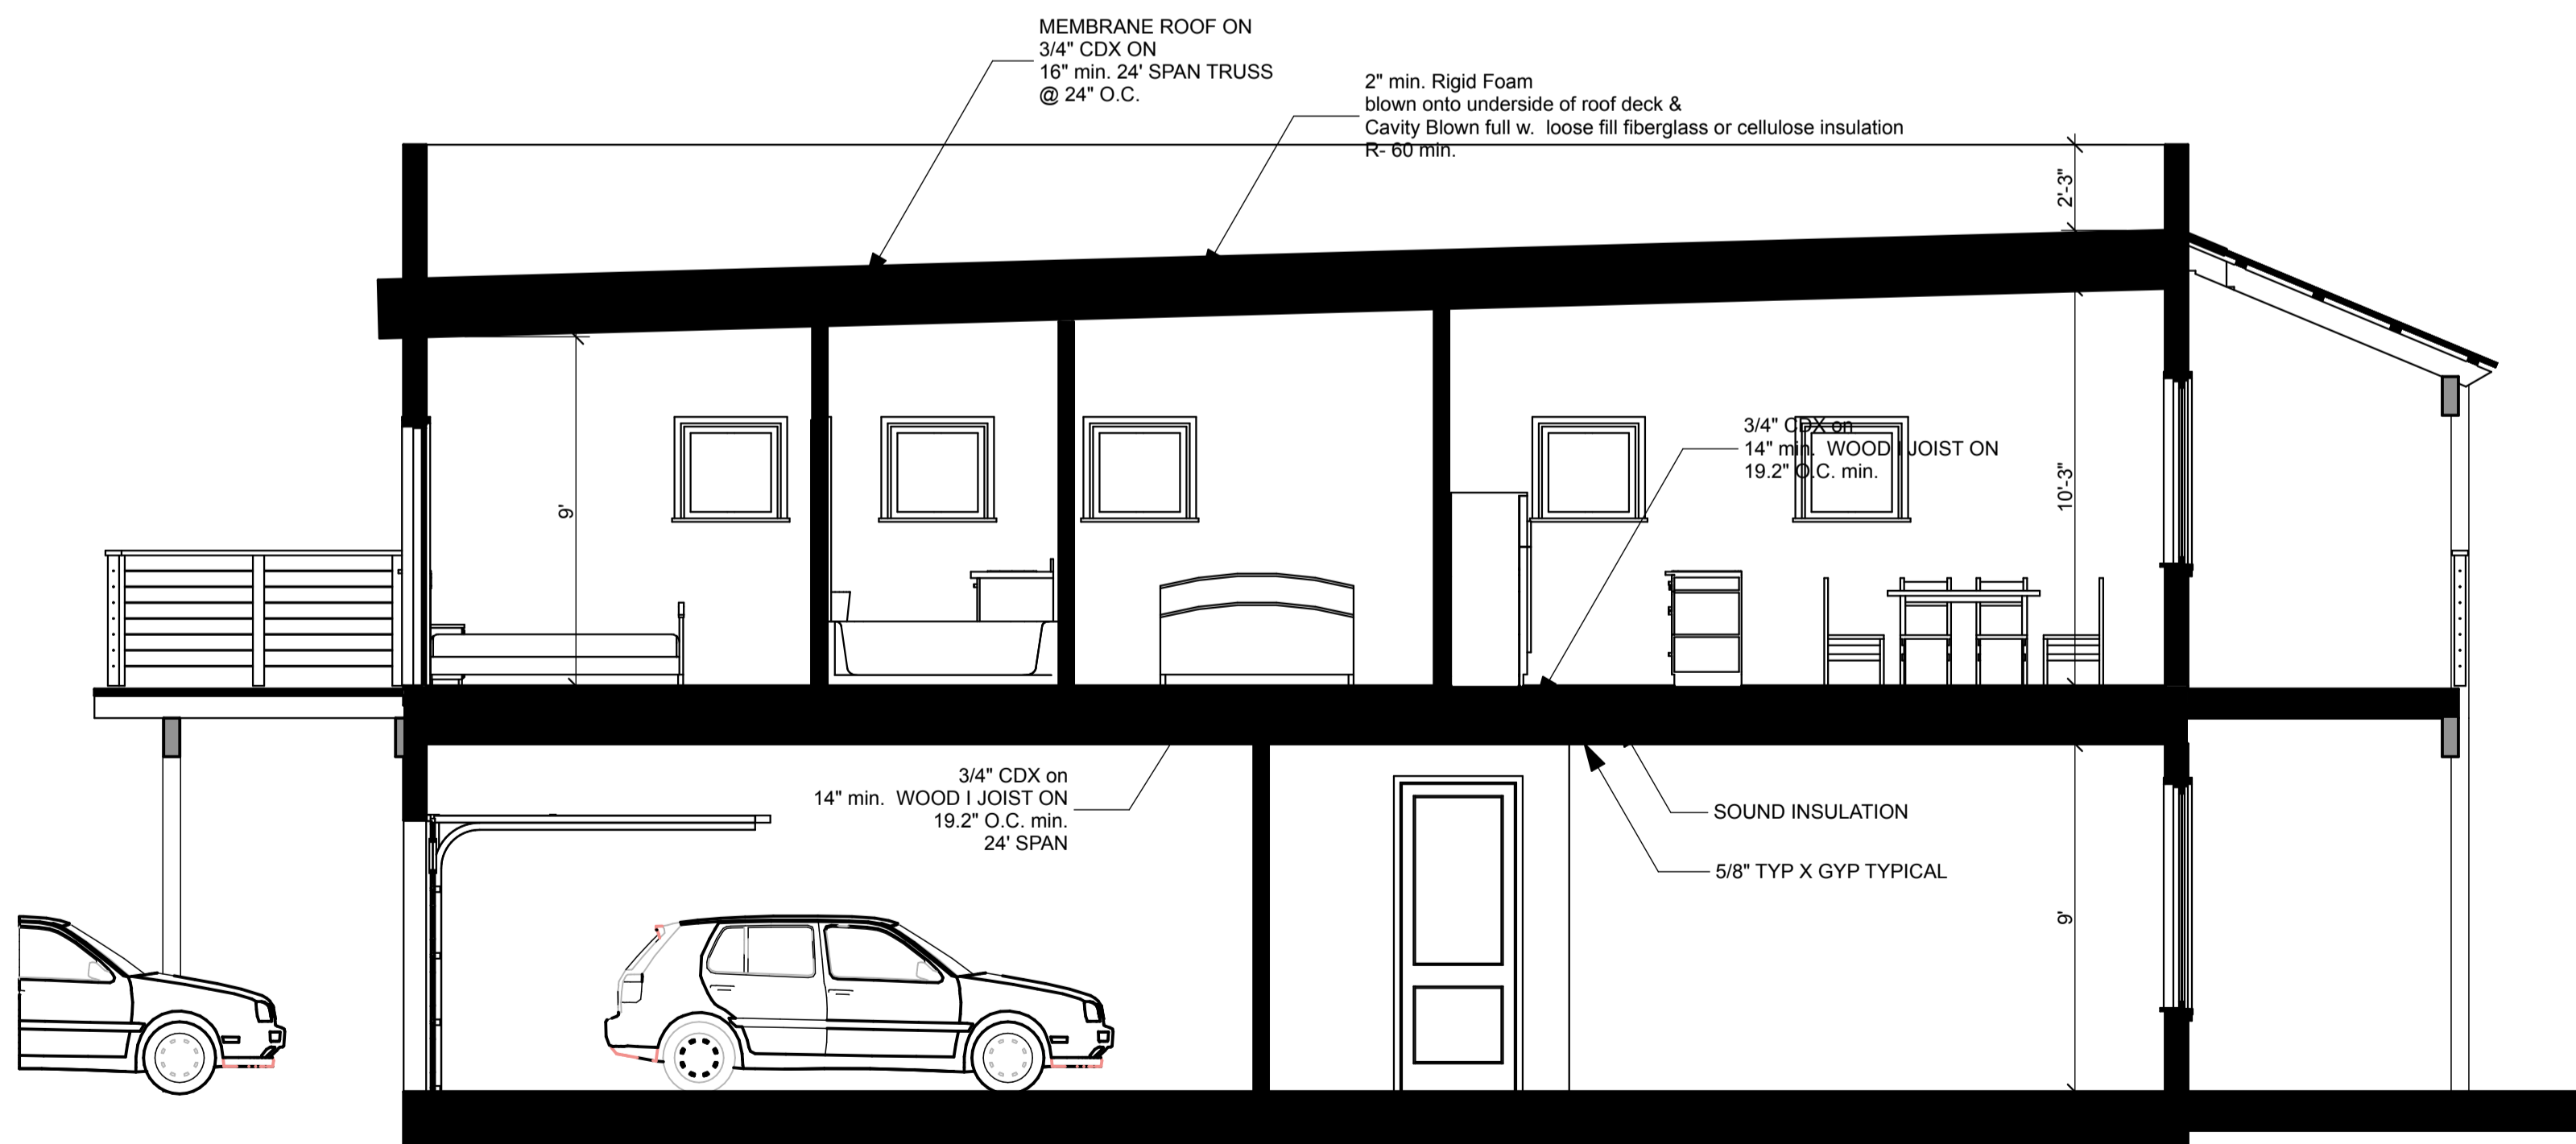 MEMBRANE ROOF ON
3/4" CDX ON
16" min. 24' SPAN TRUSS
@ 24" O.C.
2" min. Rigid Foam
blown onto underside of roof deck &
Cavity Blown full w.  loose fill fiberglass or cellulose insulation
R- 60 min.
2'-3"
3/4" CDX on
14" min.  WOOD I JOIST ON
19.2" O.C. min.
9'
10'-3"
3/4" CDX on
14" min.  WOOD I JOIST ON
19.2" O.C. min.
24' SPAN
SOUND INSULATION
5/8" TYP X GYP TYPICAL
9'